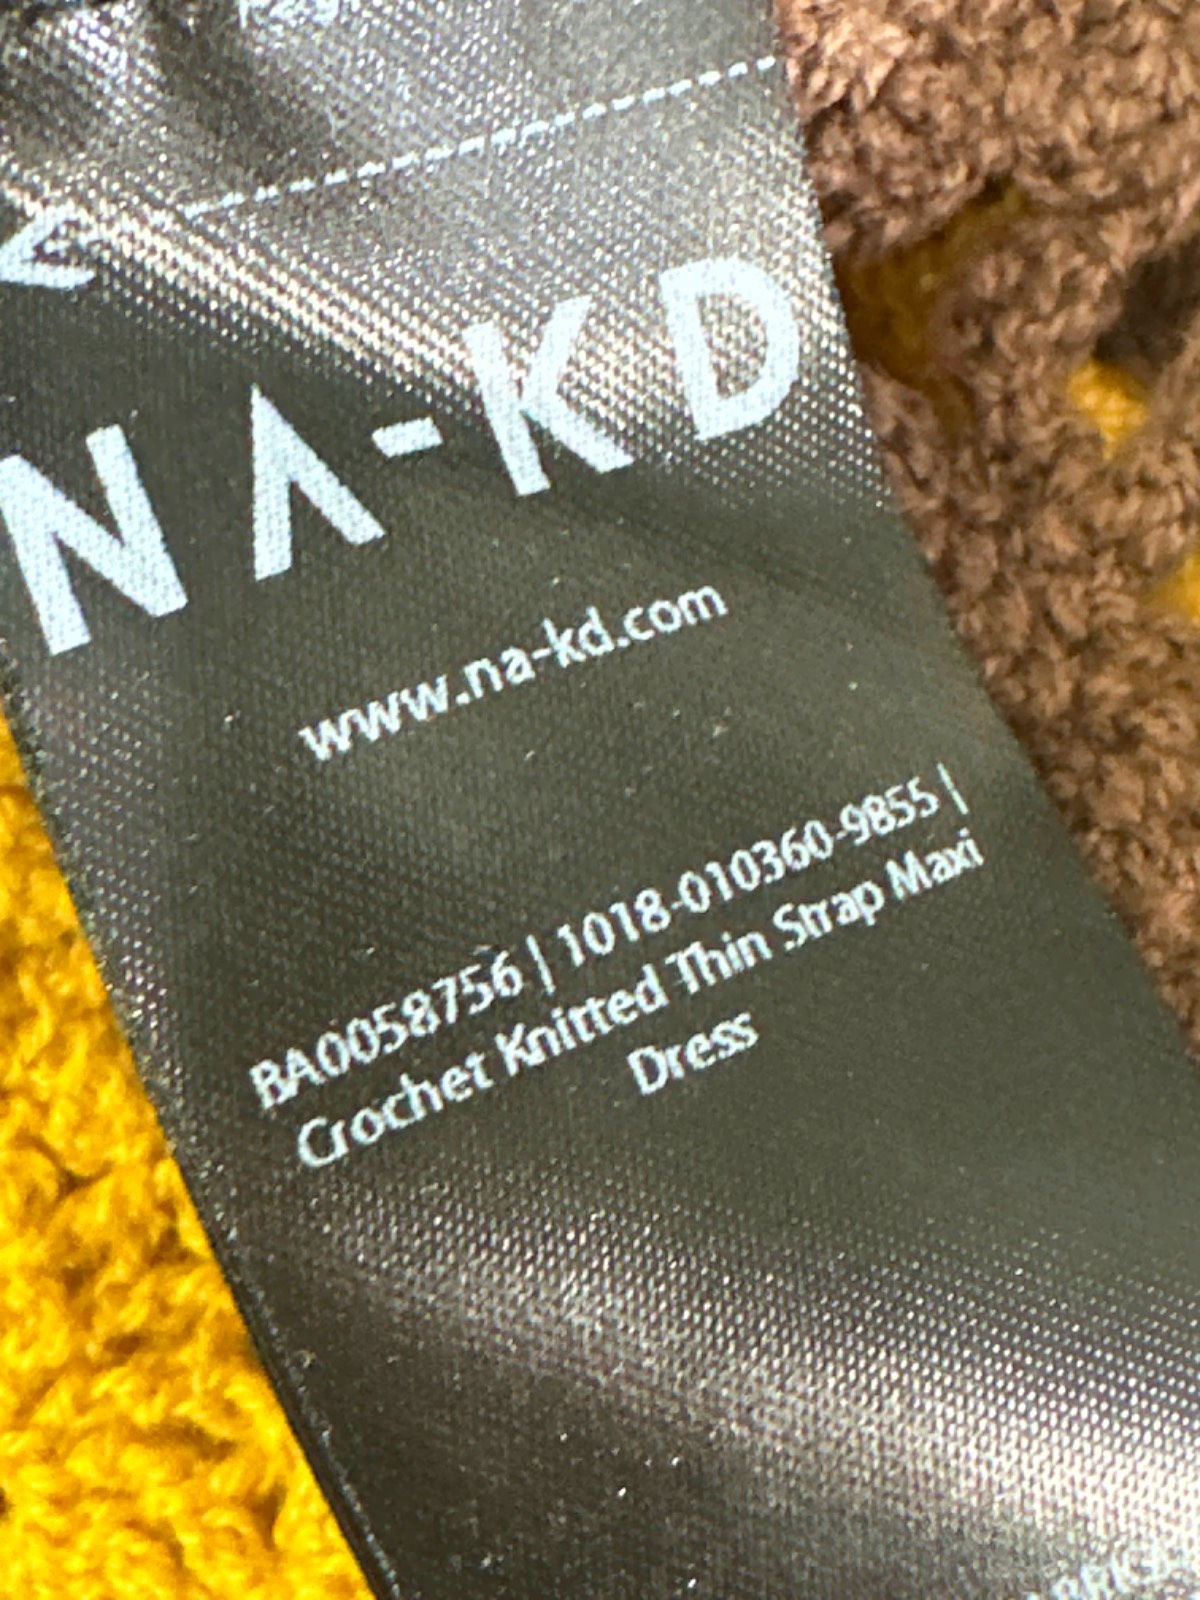 NA-KD
www.na-kd.com
BA0058756 | 1018-010360-9855 |
Crochet Knitted Thin Strap Maxi
Dress